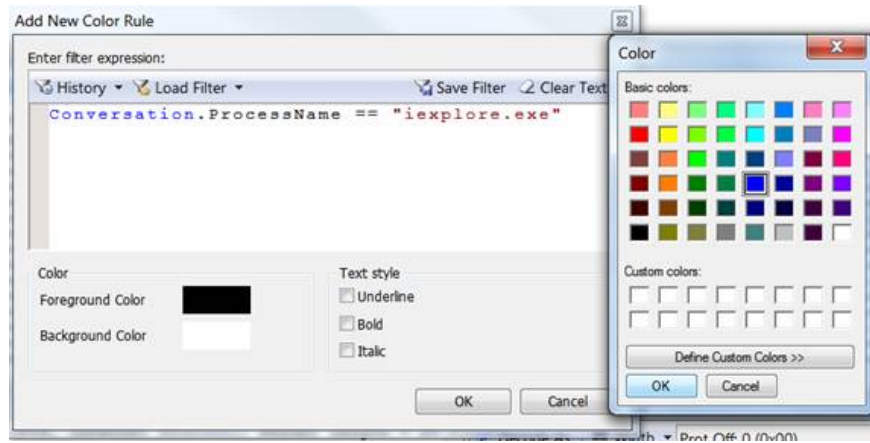 Add New Color Rule
Enter filter expression:
History Load Filter Save Filter Clear Text
Conversation.ProcessName == "iexplore.exe"
Color
Foreground Color
Background Color
Text style
Underline
Bold
Italic
OK Cancel
Color
Basic colors:
Custom colors:
Define Custom Colors >>
OK Cancel
Prot Off: 0 (0x00)